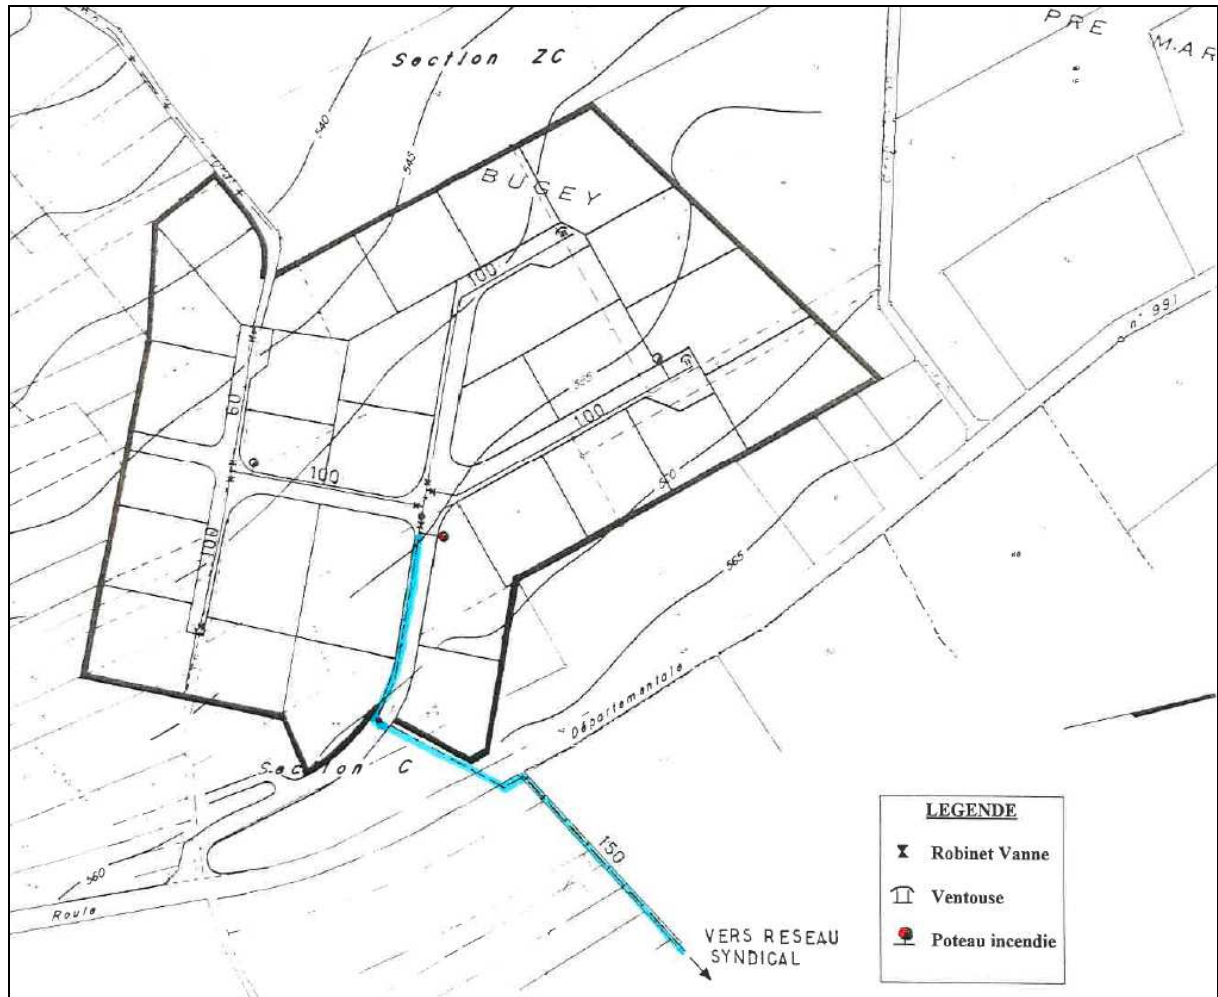 PRE MAR
Section ZC
540
545
BUGEY
100
n° 991
60
555
100
100
560
100
565
Départementale
Section C
560
Route
150
VERS RESEAU
SYNDICAL
LEGENDE
Robinet Vanne
Ventouse
Poteau incendie